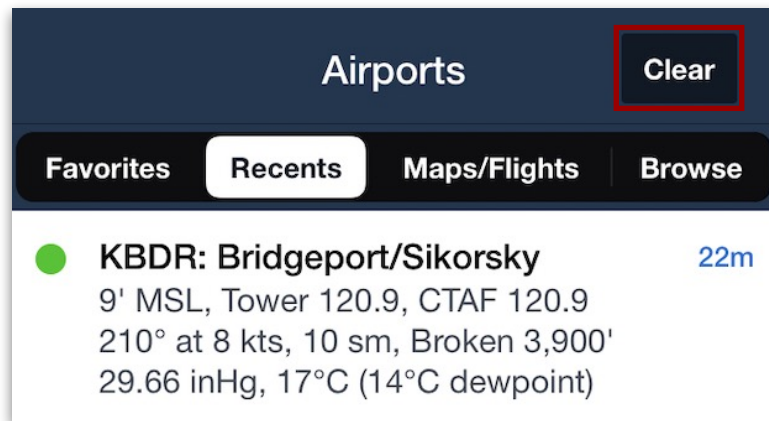 Airports
Clear
Favorites
Recents
Maps/Flights
Browse
KBDR: Bridgeport/Sikorsky
22m
9' MSL, Tower 120.9, CTAF 120.9
210° at 8 kts, 10 sm, Broken 3,900'
29.66 inHg, 17°C (14°C dewpoint)